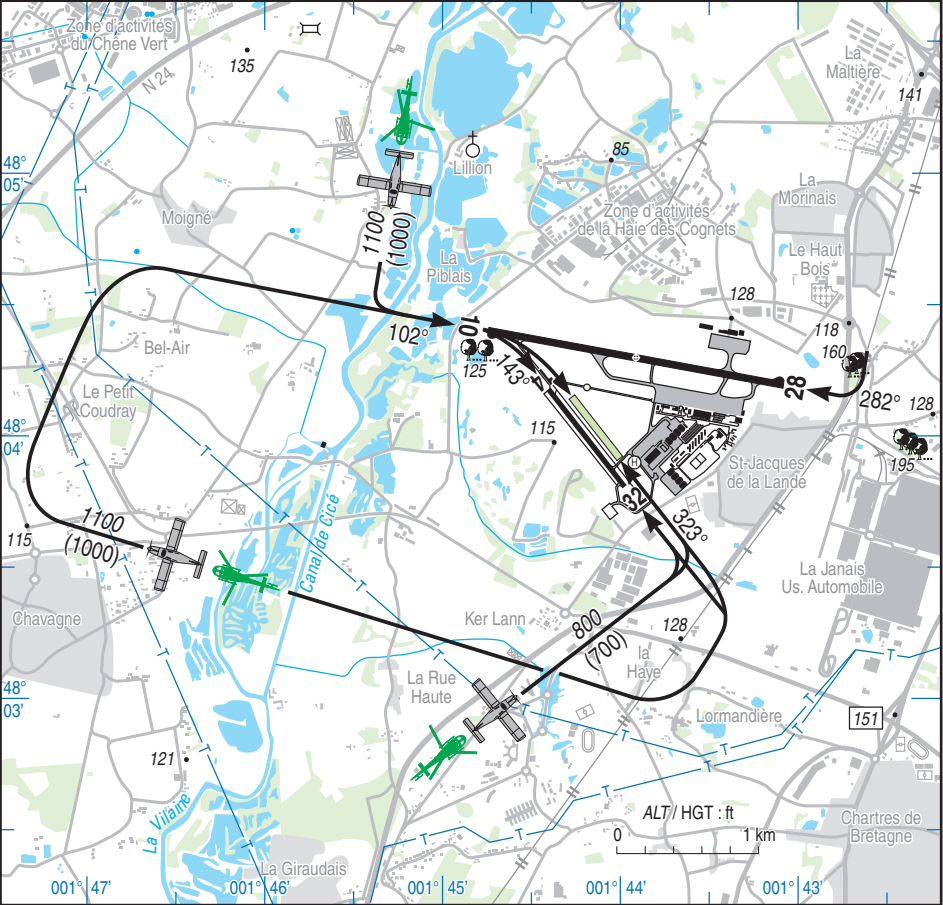 Zone d'activités
du Chêne Vert
N 24
135
La
Maltière
141
48°
05'
Lillion
85
La
Morinais
Moigné
1100
(1000)
Zone d'activités
de la Haie des Cognets
La
Piblais
Le Haut
Bois
128
118
102°
10
Bel-Air
125
143°
14
160
28
282°
128
Le Petit
Coudray
48°
04'
115
195
St-Jacques
de la Lande
H
32
323°
1100
(1000)
115
Canal de Cicé
La Janais
Us. Automobile
Chavagne
Ker Lann
800
(700)
128
la
Haye
La Rue
Haute
48°
03'
Lormandière
151
121
La Vilaine
ALT / HGT : ft
0
1 km
Chartres de
Bretagne
La Giraudais
001° 47'
001° 46'
001° 45'
001° 44'
001° 43'
T
T
T
T
T
T
T
T
T
T
T
T
T
T